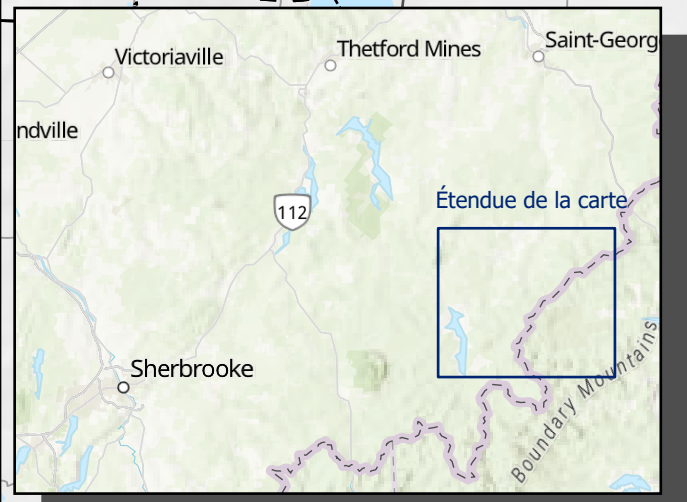 Victoriaville
Thetford Mines
Saint-Georg
ndville
112
Étendue de la carte
Sherbrooke
Boundary Mountains